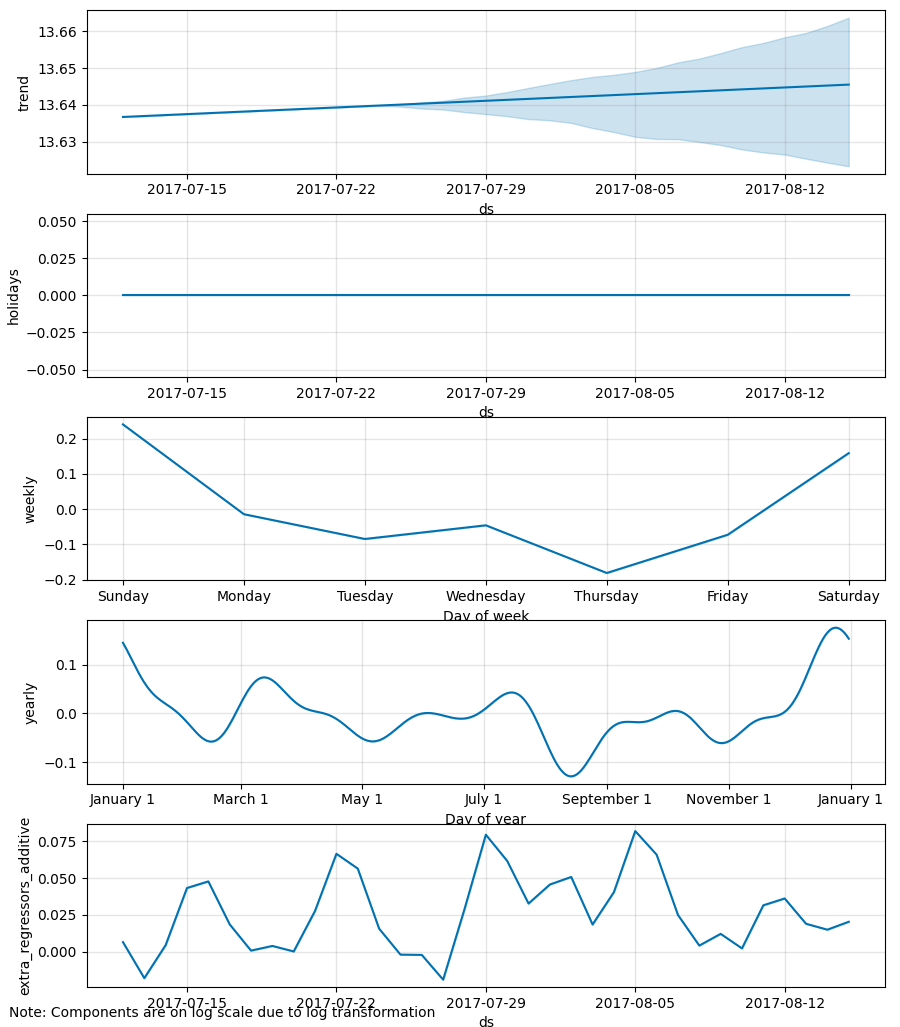 trend
13.66
13.65
13.64
13.63
2017-07-15 2017-07-22 2017-07-29 2017-08-05 2017-08-12
ds
holidays
0.050
0.025
0.000
−0.025
−0.050
2017-07-15 2017-07-22 2017-07-29 2017-08-05 2017-08-12
ds
weekly
0.2
0.1
0.0
−0.1
−0.2
Sunday Monday Tuesday Wednesday Thursday Friday Saturday
Day of week
yearly
0.1
0.0
−0.1
January 1 March 1 May 1 July 1 September 1 November 1 January 1
Day of year
extra_regressors_additive
0.075
0.050
0.025
0.000
2017-07-15 2017-07-22 2017-07-29 2017-08-05 2017-08-12
ds
Note: Components are on log scale due to log transformation